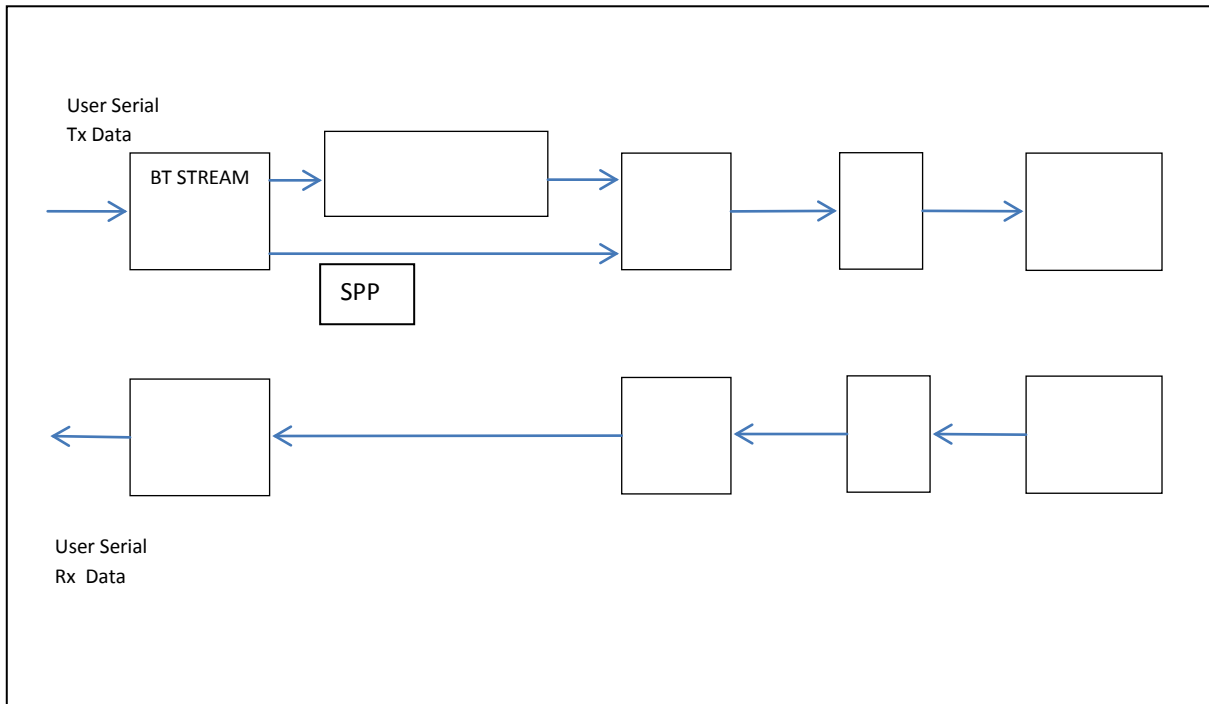 User Serial
Tx Data
BT STREAM
SPP
User Serial
Rx Data